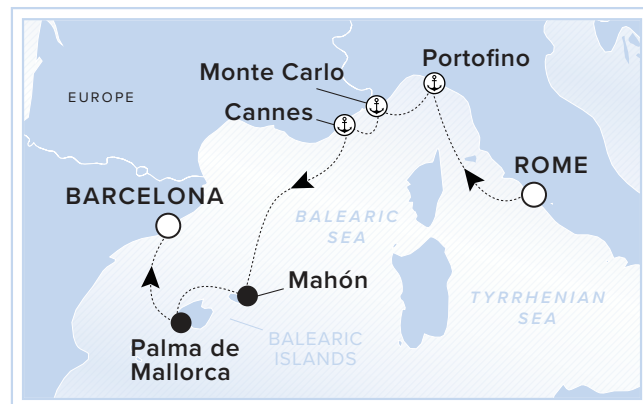 Portofino
Monte Carlo
EUROPE
Cannes
ROME
BARCELONA
BALEARIC
SEA
Mahón
TYRRHENIAN
SEA
Palma de
Mallorca
BALEARIC
ISLANDS